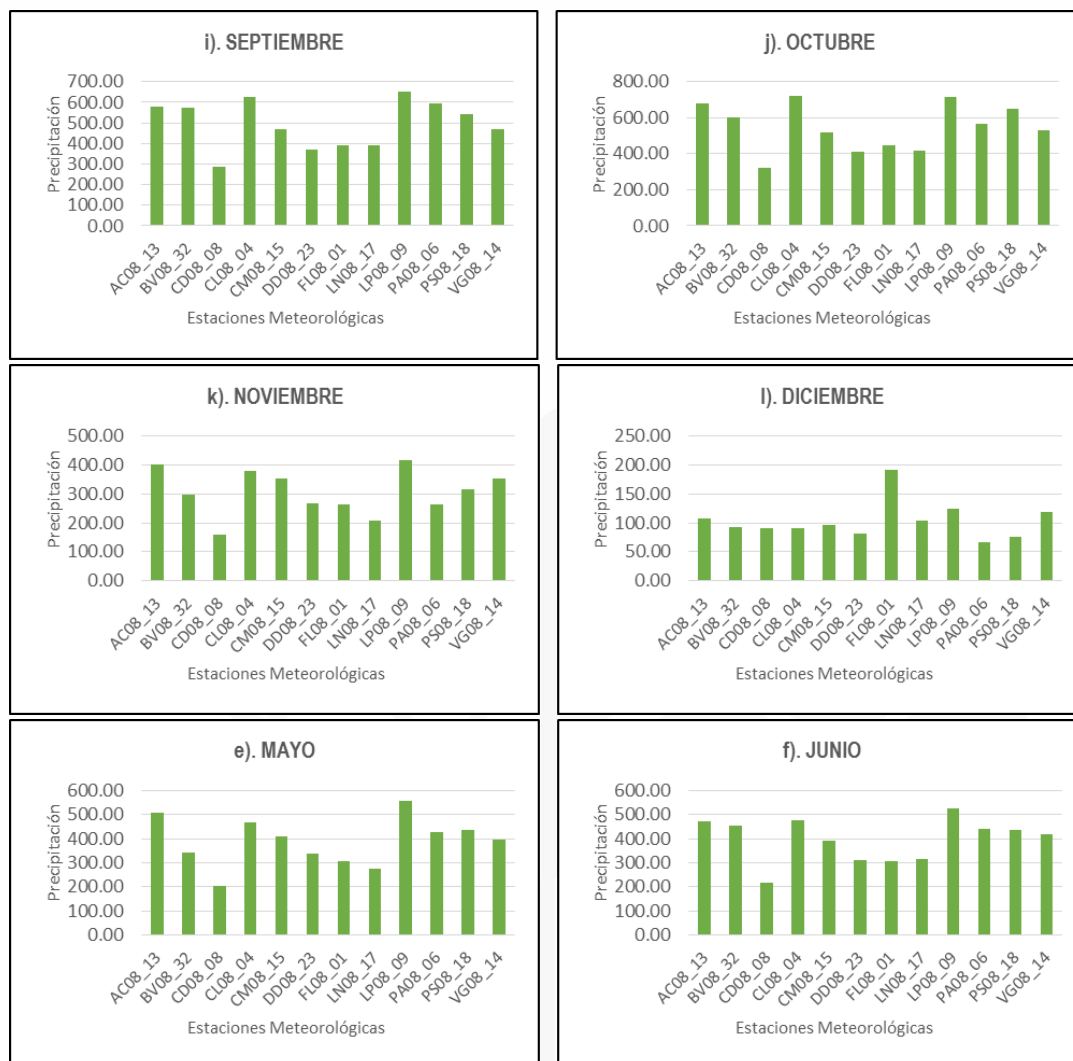 i). SEPTIEMBRE
Precipitación
700.00
600.00
500.00
400.00
300.00
200.00
100.00
0.00
AC08_13
BV08_32
CD08_08
CL08_04
CM08_15
DD08_23
FL08_01
LN08_17
LP08_09
PA08_06
PS08_18
VG08_14
Estaciones Meteorológicas
j). OCTUBRE
Precipitación
800.00
600.00
400.00
200.00
0.00
AC08_13
BV08_32
CD08_08
CL08_04
CM08_15
DD08_23
FL08_01
LN08_17
LP08_09
PA08_06
PS08_18
VG08_14
Estaciones Meteorológicas
k). NOVIEMBRE
Precipitación
500.00
400.00
300.00
200.00
100.00
0.00
AC08_13
BV08_32
CD08_08
CL08_04
CM08_15
DD08_23
FL08_01
LN08_17
LP08_09
PA08_06
PS08_18
VG08_14
Estaciones Meteorológicas
l). DICIEMBRE
Precipitación
250.00
200.00
150.00
100.00
50.00
0.00
AC08_13
BV08_32
CD08_08
CL08_04
CM08_15
DD08_23
FL08_01
LN08_17
LP08_09
PA08_06
PS08_18
VG08_14
Estaciones Meteorológicas
e). MAYO
Precipitación
600.00
500.00
400.00
300.00
200.00
100.00
0.00
AC08_13
BV08_32
CD08_08
CL08_04
CM08_15
DD08_23
FL08_01
LN08_17
LP08_09
PA08_06
PS08_18
VG08_14
Estaciones Meteorológicas
f). JUNIO
Precipitación
600.00
500.00
400.00
300.00
200.00
100.00
0.00
AC08_13
BV08_32
CD08_08
CL08_04
CM08_15
DD08_23
FL08_01
LN08_17
LP08_09
PA08_06
PS08_18
VG08_14
Estaciones Meteorológicas